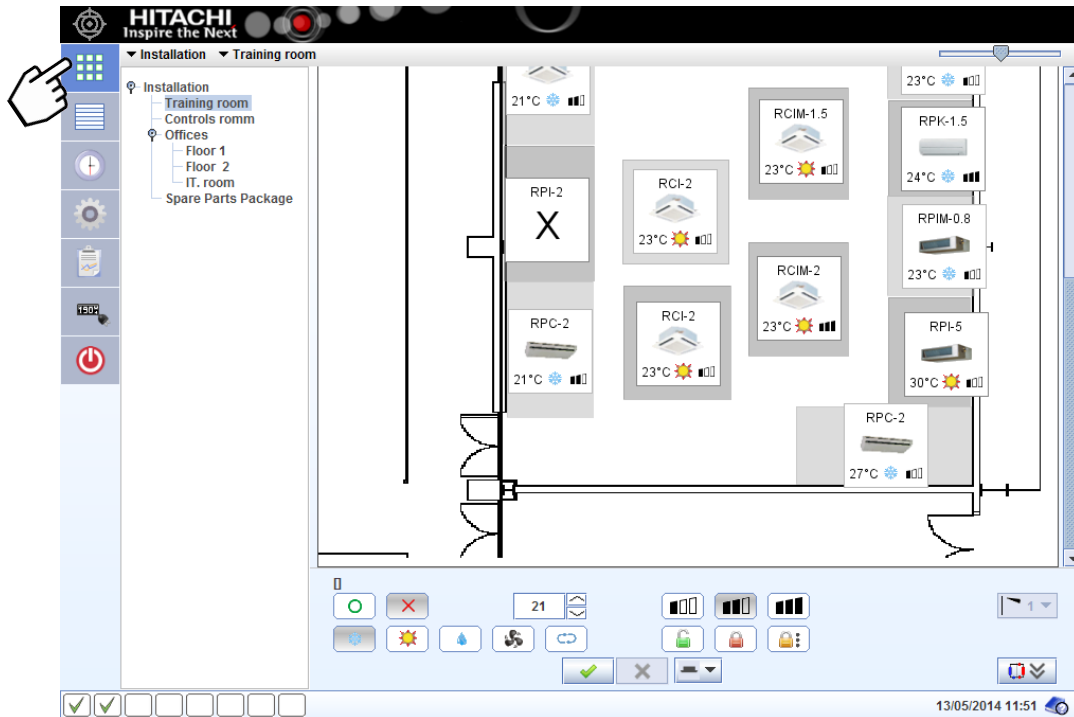 HITACHI
Inspire the Next
Installation Training room
Installation
Training room
Controls romm
Offices
Floor 1
Floor 2
IT. room
Spare Parts Package
21°C
23°C
RCIM-1.5
23°C
RPK-1.5
24°C
RPI-2
X
RCI-2
23°C
RPIM-0.8
23°C
RCIM-2
23°C
RPC-2
21°C
RCI-2
23°C
RPI-5
30°C
RPC-2
27°C
[]
21
1
13/05/2014 11:51